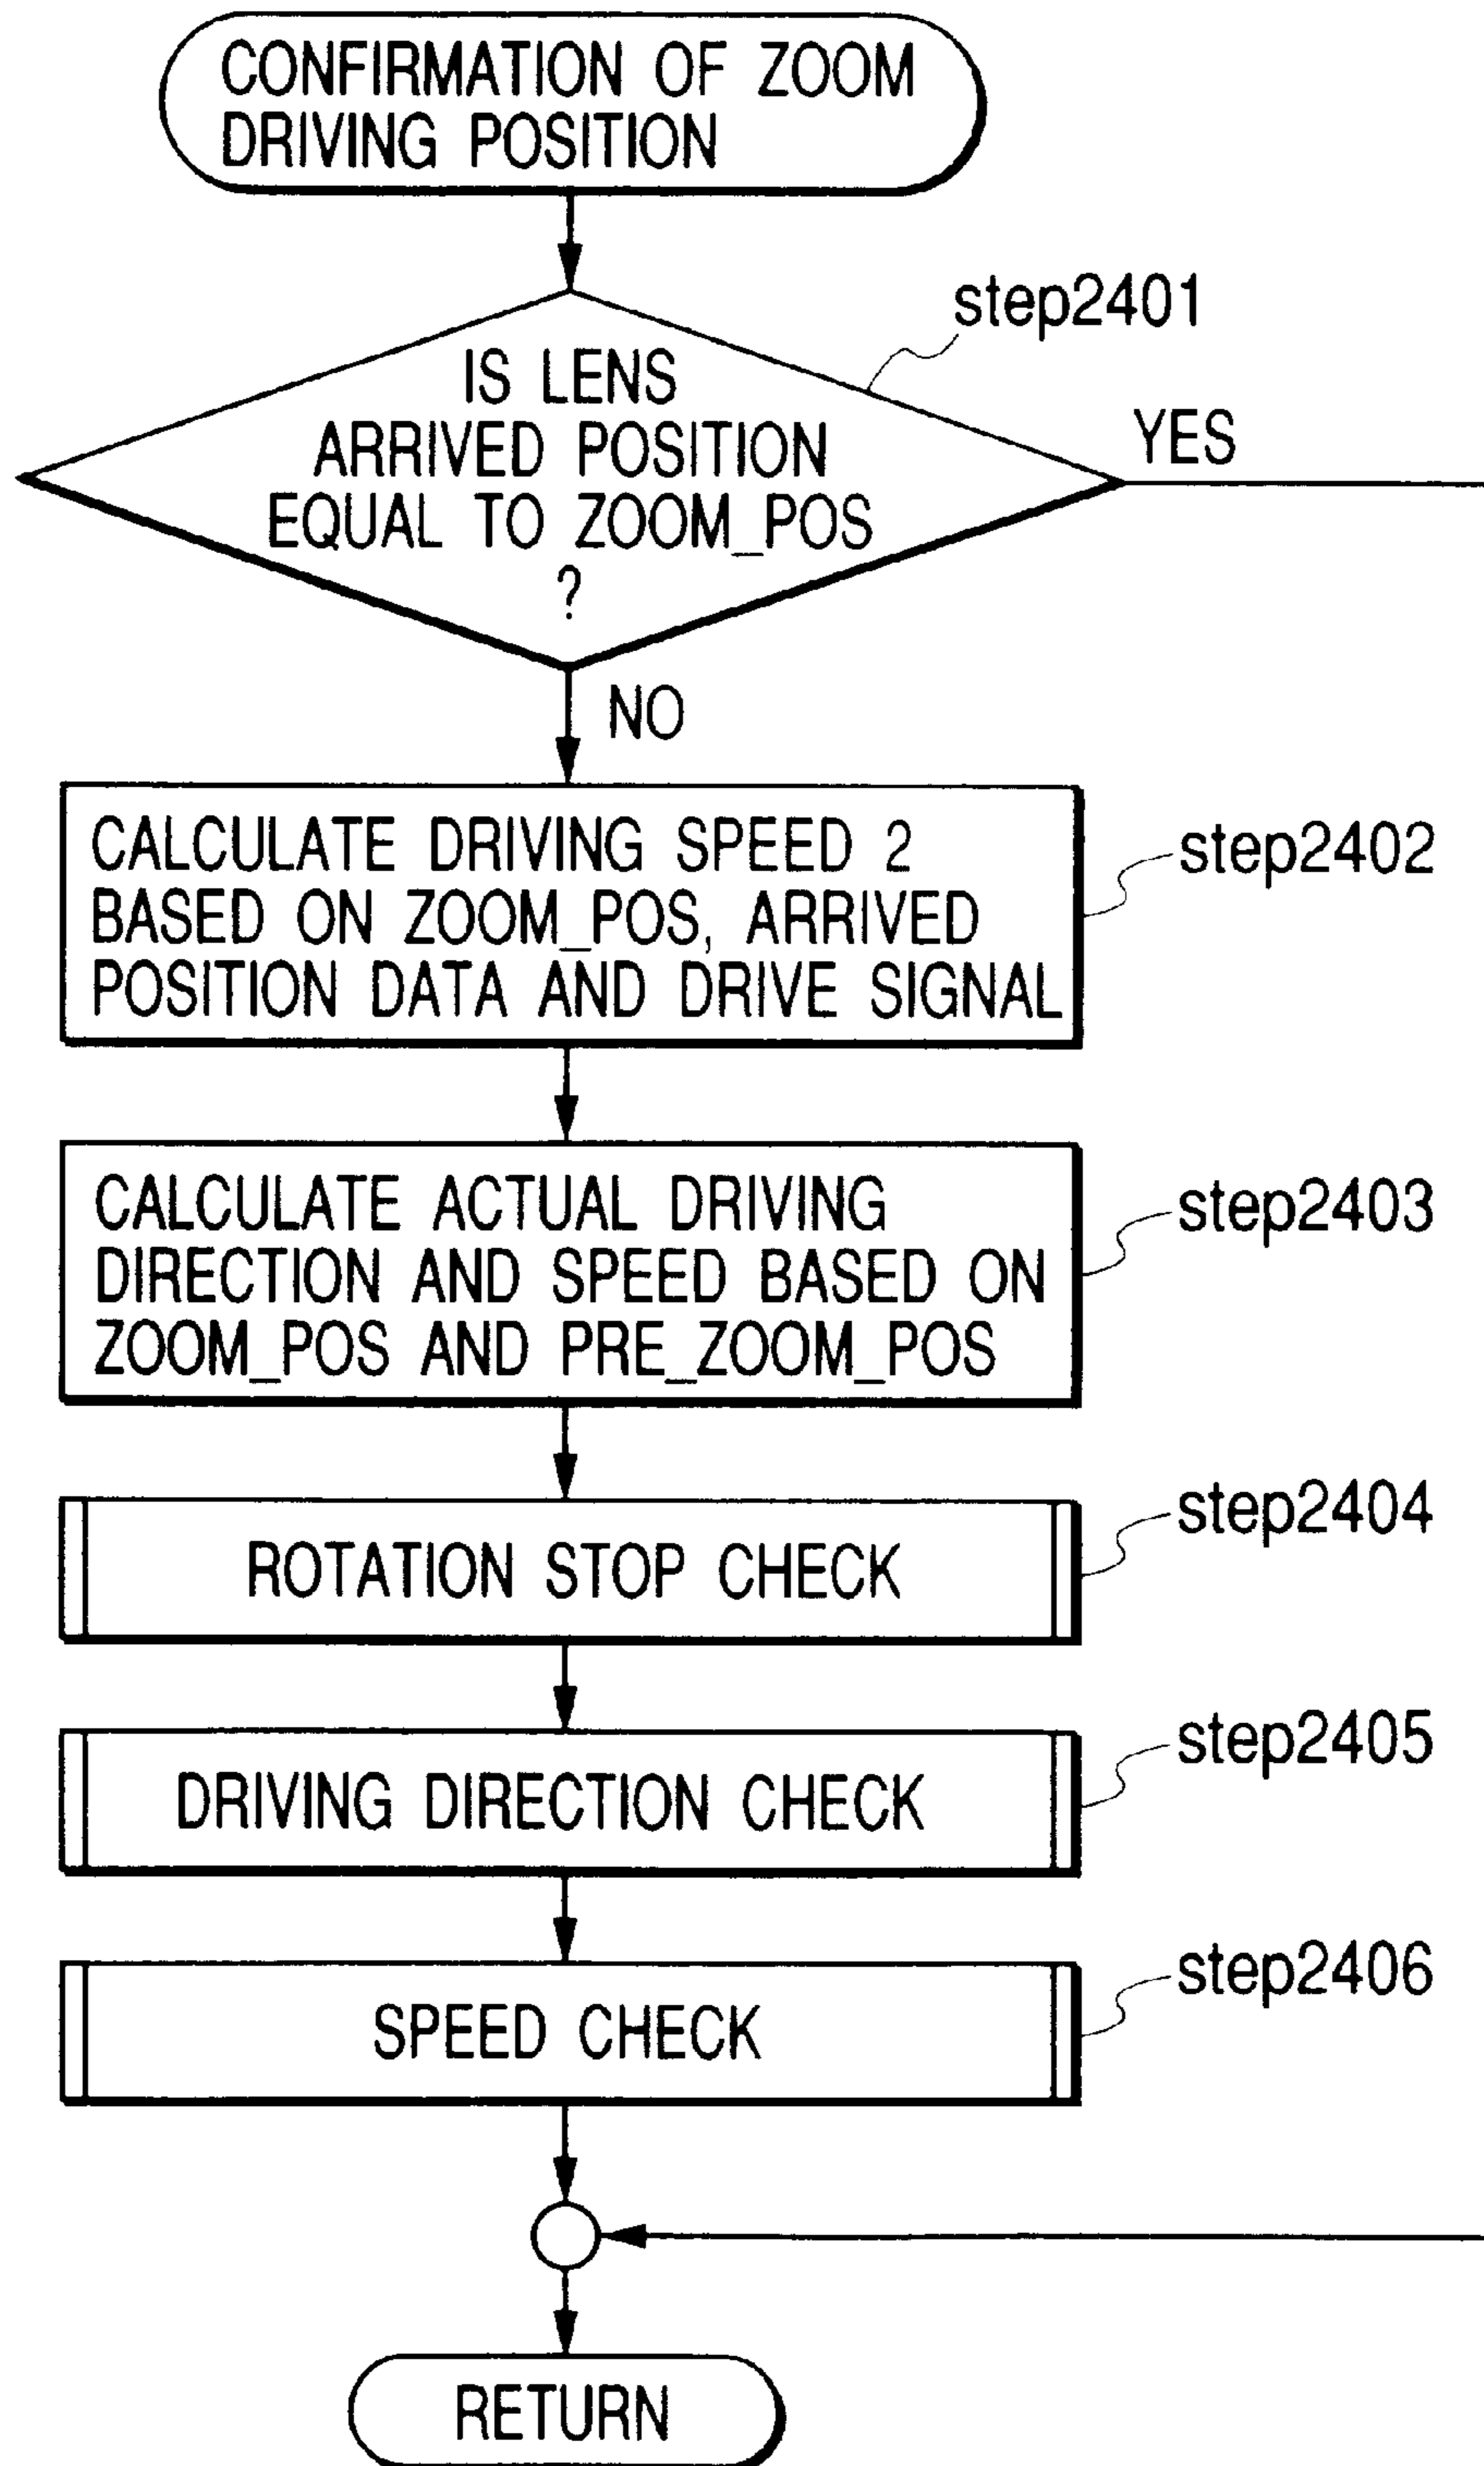 CONFIRMATION OF ZOOM
DRIVING POSITION
step2401
IS LENS
ARRIVED POSITION
EQUAL TO ZOOM_POS
?
YES
NO
CALCULATE DRIVING SPEED 2
BASED ON ZOOM_POS, ARRIVED
POSITION DATA AND DRIVE SIGNAL
step2402
CALCULATE ACTUAL DRIVING
DIRECTION AND SPEED BASED ON
ZOOM_POS AND PRE_ZOOM_POS
step2403
ROTATION STOP CHECK
step2404
DRIVING DIRECTION CHECK
step2405
SPEED CHECK
step2406
RETURN